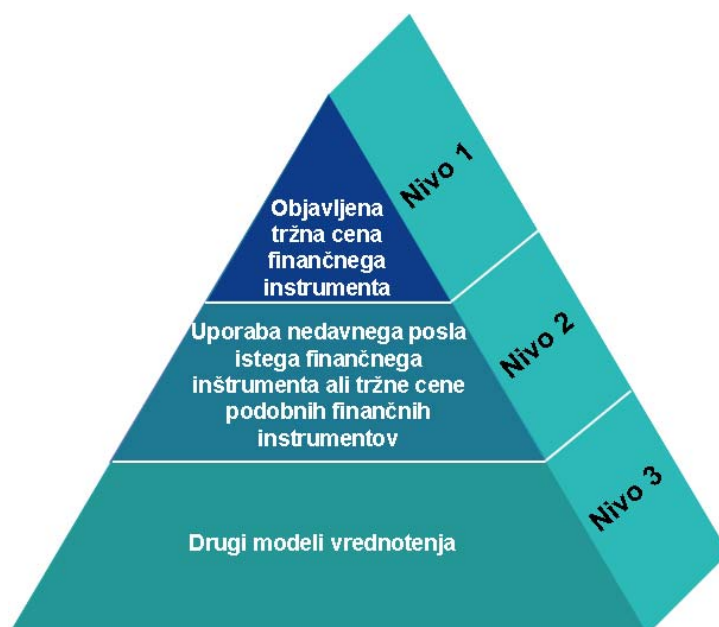 Objavljena
tržna cena
finančnega
instrumenta
Nivo 1
Uporaba nedavnega posla
istega finančnega
inštrumenta ali tržne cene
podobnih finančnih
instrumentov
Nivo 2
Drugi modeli vrednotenja
Nivo 3